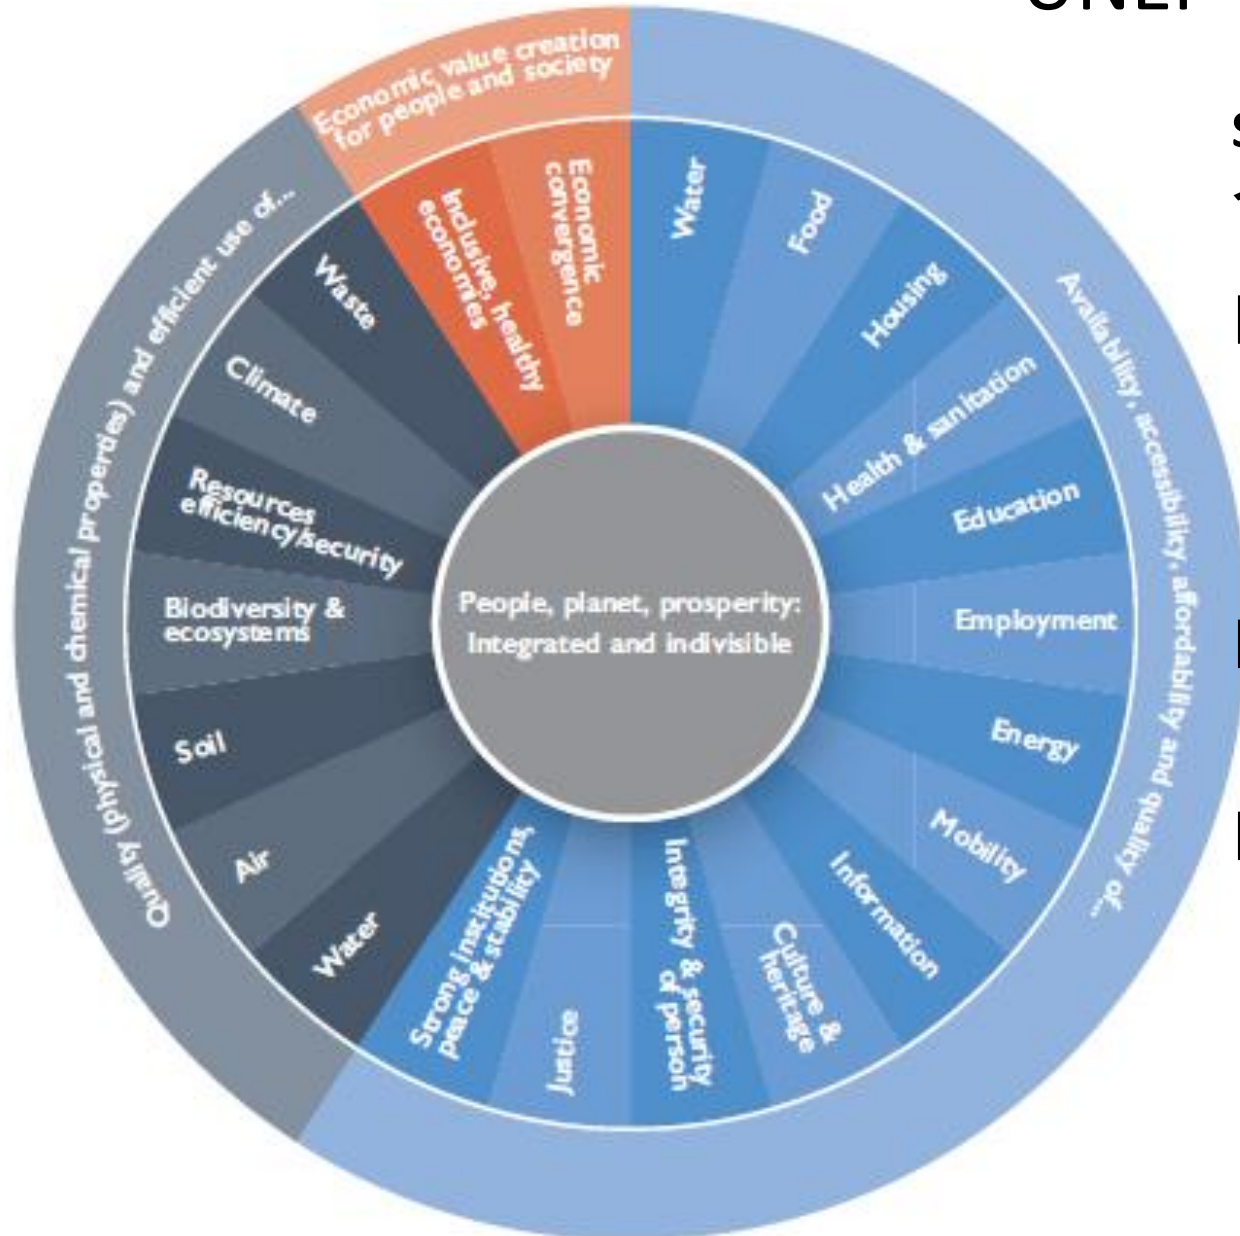 Economic value creation
for people and society
Availability, accessibility, affordability and quality of...
Quality (physical and chemical properties) and efficient use of...
Economic
convergence
Inclusive, healthy
economies
Water
Food
Housing
Health & sanitation
Education
Employment
Energy
Mobility
Information
Culture &
heritage
Integrity & security
of person
Justice
Strong institutions,
peace & stability
Water
Air
Soil
Biodiversity &
ecosystems
Resources
efficiency/security
Climate
Waste
People, planet, prosperity:
Integrated and indivisible